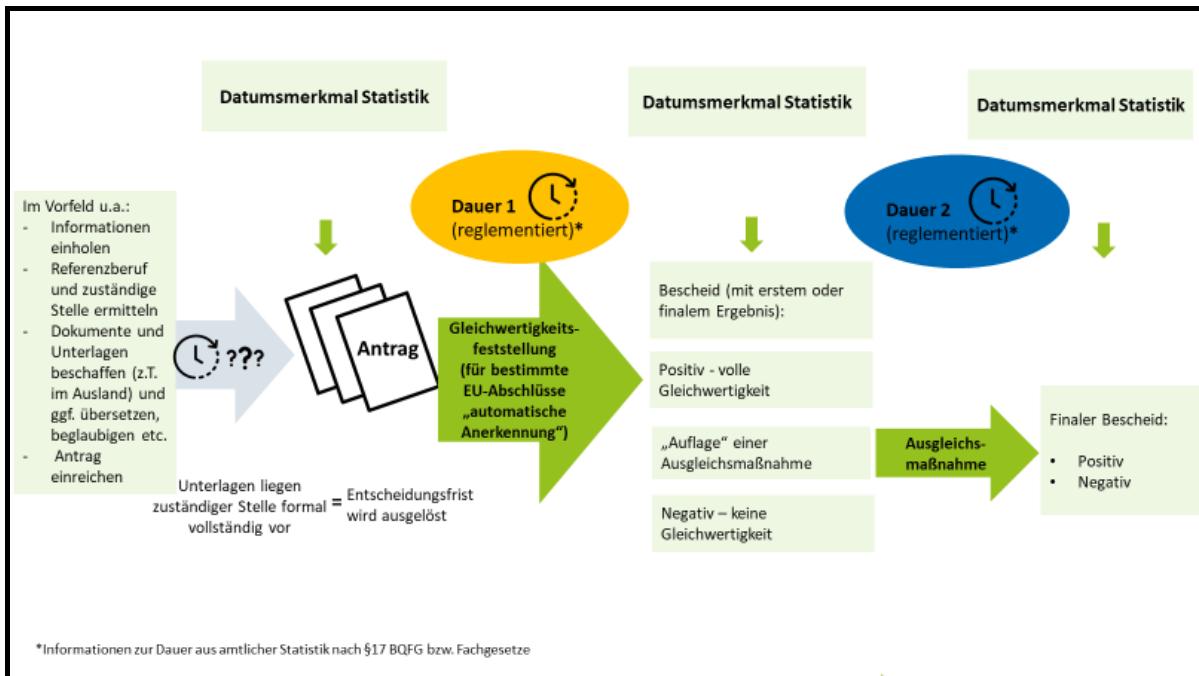 Datumsmerkmal Statistik
Datumsmerkmal Statistik
Datumsmerkmal Statistik
Im Vorfeld u.a.:
- Informationen
einholen
- Referenzberuf
und zuständige
Stelle ermitteln
- Dokumente und
Unterlagen
beschaffen (z.T.
im Ausland) und
ggf. übersetzen,
beglaubigen etc.
- Antrag
einreichen
???
Antrag
Unterlagen liegen
zuständiger Stelle formal
vollständig vor
=
Entscheidungsfrist
wird ausgelöst
Dauer 1
(reglementiert)*
Gleichwertigkeits-
feststellung
(für bestimmte
EU-Abschlüsse
„automatische
Anerkennung“)
Bescheid (mit erstem oder
finalem Ergebnis):
Positiv - volle
Gleichwertigkeit
„Auflage“ einer
Ausgleichsmaßnahme
Negativ – keine
Gleichwertigkeit
Dauer 2
(reglementiert)*
Ausgleichs-
maßnahme
Finaler Bescheid:
• Positiv
• Negativ
*Informationen zur Dauer aus amtlicher Statistik nach §17 BQFG bzw. Fachgesetze